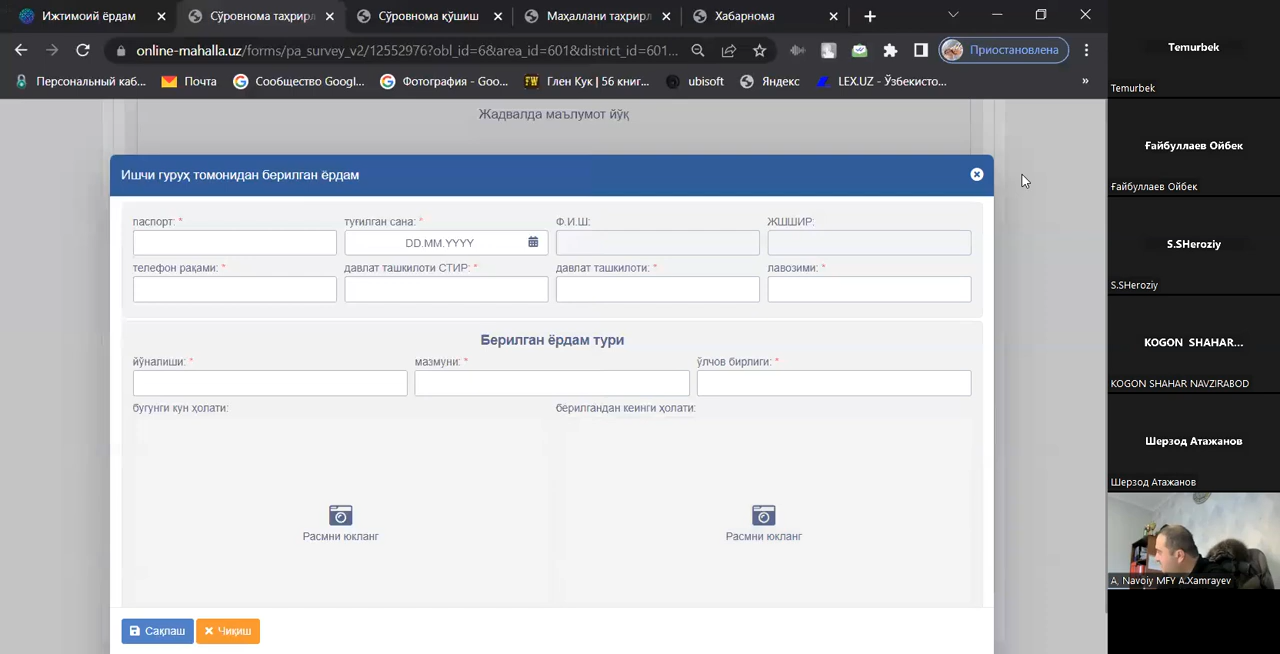 Ижтимоий ёрдам
Сўровнома таҳрирл
Сўровнома қўшиш
Маҳаллани таҳрирл
Хабарнома
online-mahalla.uz/forms/pa_survey_v2/12552976?obl_id=6&area_id=601&district_id=601...
Приостановлена
Персональный каб...
Почта
Сообщество Googl...
Фотография - Goo...
FW Глен Кук | 56 книг...
ubisoft
Яндекс
LEX.UZ - Ўзбекисто...
»
Жадвалда маълумот йўқ
Ишчи гуруҳ томонидан берилган ёрдам
паспорт: *
туғилган сана: *
Ф.И.Ш:
ЖШШИР:
DD.MM.YYYY
телефон рақами: *
давлат ташкилоти СТИР: *
давлат ташкилоти: *
лавозими: *
Берилган ёрдам тури
йўналиши: *
мазмуни: *
ўлчов бирлиги: *
бугунги кун ҳолати:
берилгандан кейинги ҳолати:
Расмни юкланг
Расмни юкланг
Сақлаш
Чиқиш
Temurbek
Temurbek
Ғайбуллаев Ойбек
Ғайбуллаев Ойбек
S.SHeroziy
S.SHeroziy
KOGON SHAHAR...
KOGON SHAHAR NAVZIRABOD
Шерзод Атажанов
Шерзод Атажанов
A, Navoiy MFY A.Xamrayev